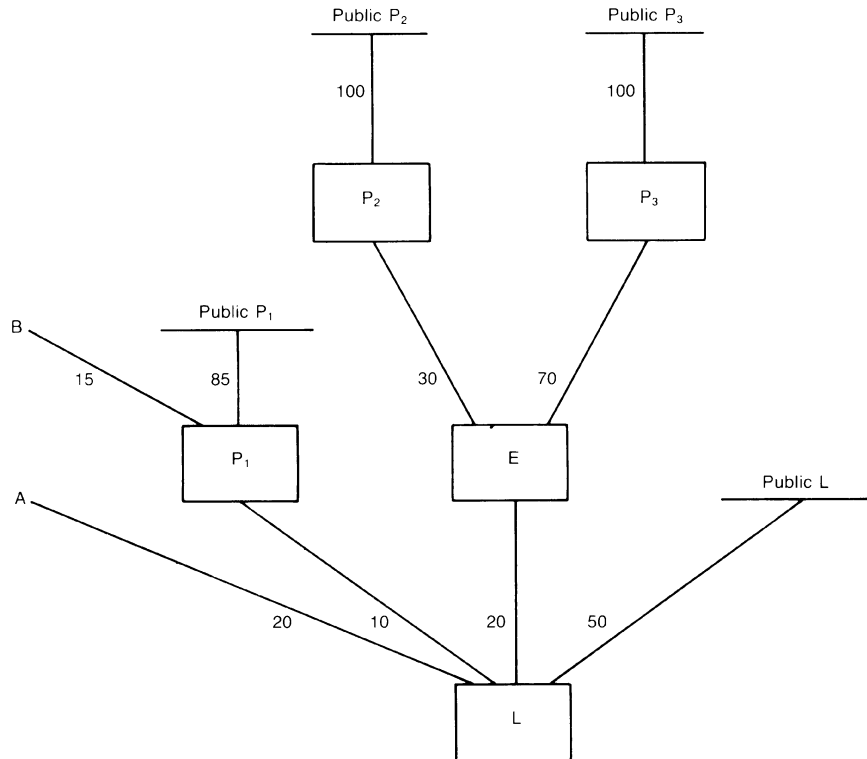 Public P₂
Public P₃
100
100
P₂
P₃
Public P₁
B
15
85
30
70
P₁
E
A
Public L
20
10
20
50
L